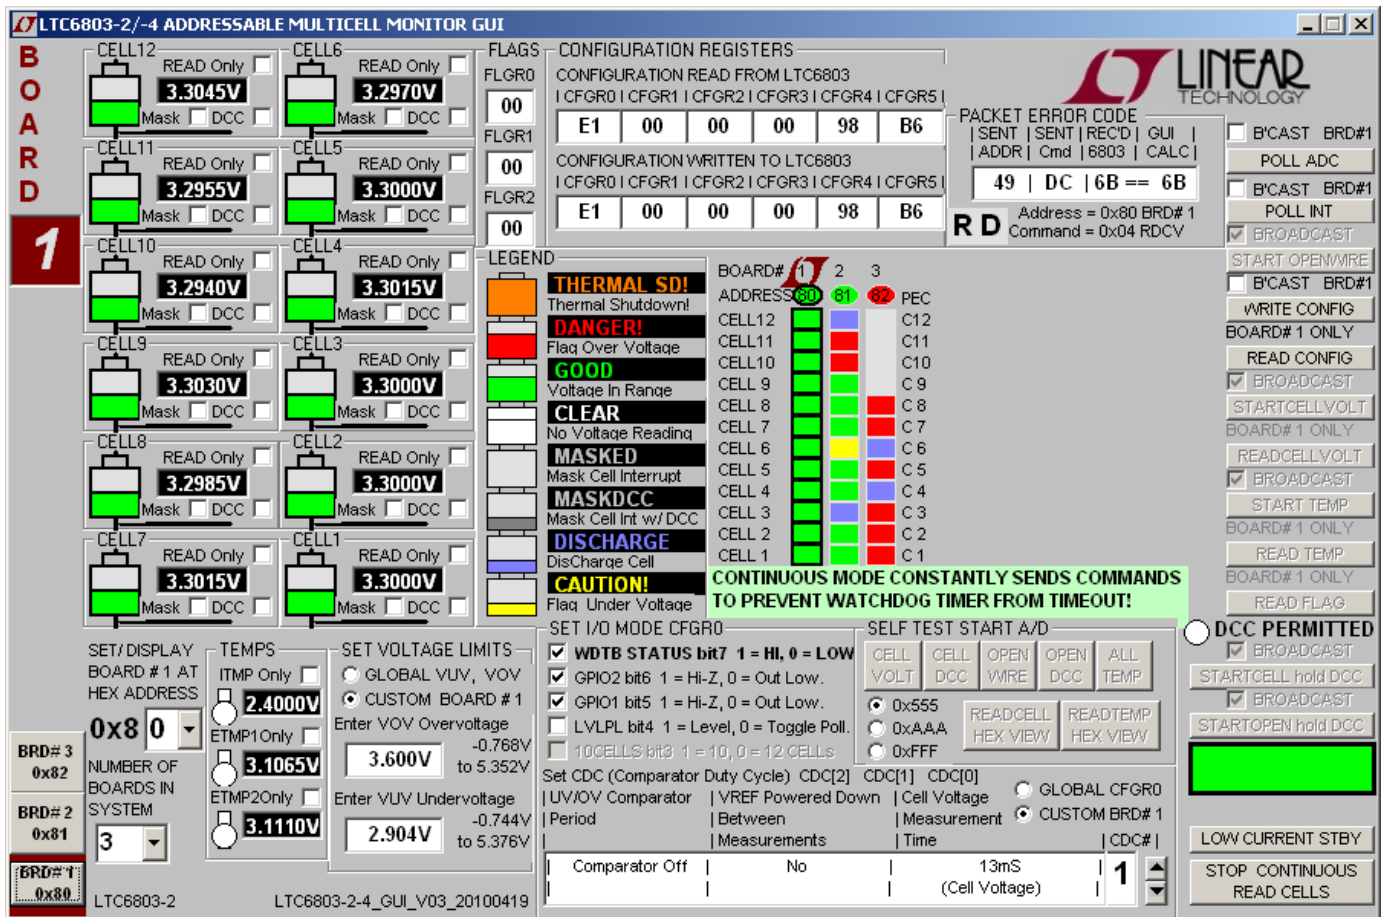 LTC6803-2/-4 ADDRESSABLE MULTICELL MONITOR GUI
BOARD
1
CELL12
READ Only
3.3045V
Mask DCC
CELL6
READ Only
3.2970V
Mask DCC
CELL11
READ Only
3.2955V
Mask DCC
CELL5
READ Only
3.3000V
Mask DCC
CELL10
READ Only
3.2940V
Mask DCC
CELL4
READ Only
3.3015V
Mask DCC
CELL9
READ Only
3.3030V
Mask DCC
CELL3
READ Only
3.3000V
Mask DCC
CELL8
READ Only
3.2985V
Mask DCC
CELL2
READ Only
3.3000V
Mask DCC
CELL7
READ Only
3.3015V
Mask DCC
CELL1
READ Only
3.3000V
Mask DCC
FLAGS
FLGR0
00
FLGR1
00
FLGR2
00
CONFIGURATION REGISTERS
CONFIGURATION READ FROM LTC6803
| CFGR0 | CFGR1 | CFGR2 | CFGR3 | CFGR4 | CFGR5 |
E1 00 00 00 98 B6
CONFIGURATION WRITTEN TO LTC6803
| CFGR0 | CFGR1 | CFGR2 | CFGR3 | CFGR4 | CFGR5 |
E1 00 00 00 98 B6
LINEAR
TECHNOLOGY
PACKET ERROR CODE
| SENT | SENT | REC'D | GUI |
| ADDR | Cmd | 6803 | CALC |
49 | DC | 6B == 6B
RD
Address = 0x80 BRD# 1
Command = 0x04 RDCV
LEGEND
THERMAL SD!
Thermal Shutdown!
DANGER!
Flag Over Voltage
GOOD
Voltage In Range
CLEAR
No Voltage Reading
MASKED
Mask Cell Interrupt
MASKDCC
Mask Cell Int w/ DCC
DISCHARGE
DisCharge Cell
CAUTION!
Flag Under Voltage
BOARD# 1 2 3
ADDRESS 80 81 82 PEC
CELL12 C12
CELL11 C11
CELL10 C10
CELL 9 C 9
CELL 8 C 8
CELL 7 C 7
CELL 6 C 6
CELL 5 C 5
CELL 4 C 4
CELL 3 C 3
CELL 2 C 2
CELL 1 C 1
CONTINUOUS MODE CONSTANTLY SENDS COMMANDS
TO PREVENT WATCHDOG TIMER FROM TIMEOUT!
B'CAST BRD#1
POLL ADC
B'CAST BRD#1
POLL INT
BROADCAST
START OPENWIRE
B'CAST BRD#1
WRITE CONFIG
BOARD# 1 ONLY
READ CONFIG
BROADCAST
STARTCELLVOLT
BOARD# 1 ONLY
READCELLVOLT
BROADCAST
START TEMP
BOARD# 1 ONLY
READ TEMP
BOARD# 1 ONLY
READ FLAG
DCC PERMITTED
BROADCAST
STARTCELL hold DCC
BROADCAST
STARTOPEN hold DCC
LOW CURRENT STBY
STOP CONTINUOUS
READ CELLS
BRD# 3
0x82
BRD# 2
0x81
BRD# 1
0x80
SET/ DISPLAY
BOARD # 1 AT
HEX ADDRESS
0x8 0
NUMBER OF
BOARDS IN
SYSTEM
3
LTC6803-2
TEMPS
ITMP Only
2.4000V
ETMP1Only
3.1065V
ETMP2Only
3.1110V
SET VOLTAGE LIMITS
GLOBAL VUV, VOV
CUSTOM BOARD # 1
Enter VOV Overvoltage
3.600V
-0.768V
to 5.352V
Enter VUV Undervoltage
2.904V
-0.744V
to 5.376V
LTC6803-2-4_GUI_V03_20100419
SET I/O MODE CFGR0
WDTB STATUS bit7 1 = HI, 0 = LOW
GPIO2 bit6 1 = Hi-Z, 0 = Out Low.
GPIO1 bit5 1 = Hi-Z, 0 = Out Low.
LVLPL bit4 1 = Level, 0 = Toggle Poll.
10CELLS bit3 1 = 10, 0 = 12 CELLs
SELF TEST START A/D
CELL VOLT
CELL DCC
OPEN WIRE
OPEN DCC
ALL TEMP
0x555
0xAAA
0xFFF
READCELL
HEX VIEW
READTEMP
HEX VIEW
Set CDC (Comparator Duty Cycle) CDC[2] CDC[1] CDC[0]
GLOBAL CFGR0
CUSTOM BRD# 1
| UV/OV Comparator | VREF Powered Down | Cell Voltage
| Period | Between | Measurement
| Measurements | Time | CDC# |
| Comparator Off | No | 13mS | 1
| | | (Cell Voltage) |